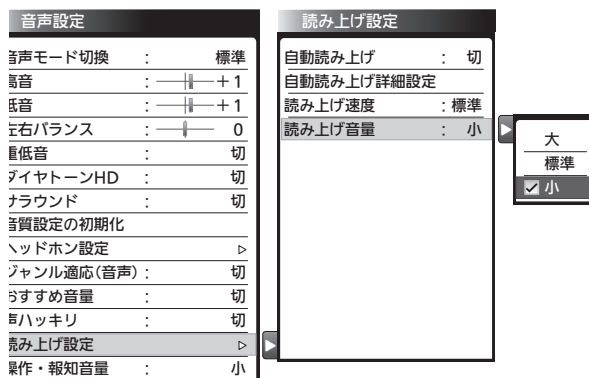 音声設定
音声モード切換 : 標準
高音 : +1
低音 : +1
左右バランス : 0
重低音 : 切
ダイヤトーンHD : 切
サラウンド : 切
音質設定の初期化
ヘッドホン設定 ▷
ジャンル適応(音声) : 切
おすすめ音量 : 切
声ハッキリ : 切
読み上げ設定 ▷
操作・報知音量 : 小
読み上げ設定
自動読み上げ : 切
自動読み上げ詳細設定
読み上げ速度 : 標準
読み上げ音量 : 小
大
標準
小